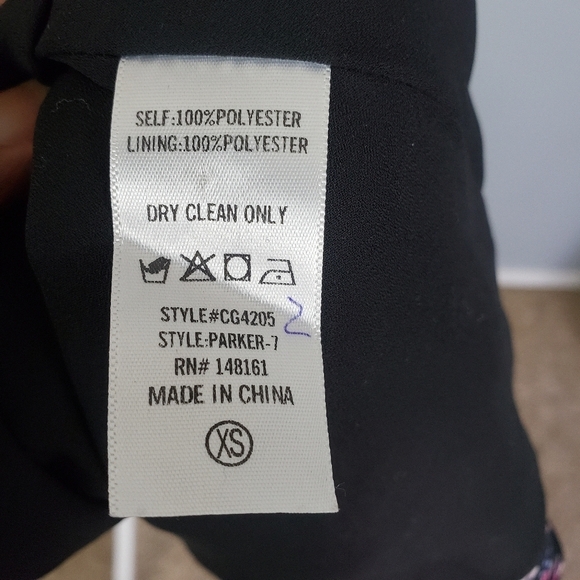 SELF:100%POLYESTER
LINING:100%POLYESTER
DRY CLEAN ONLY
STYLE#CG4205 2
STYLE:PARKER-7
RN# 148161
MADE IN CHINA
XS